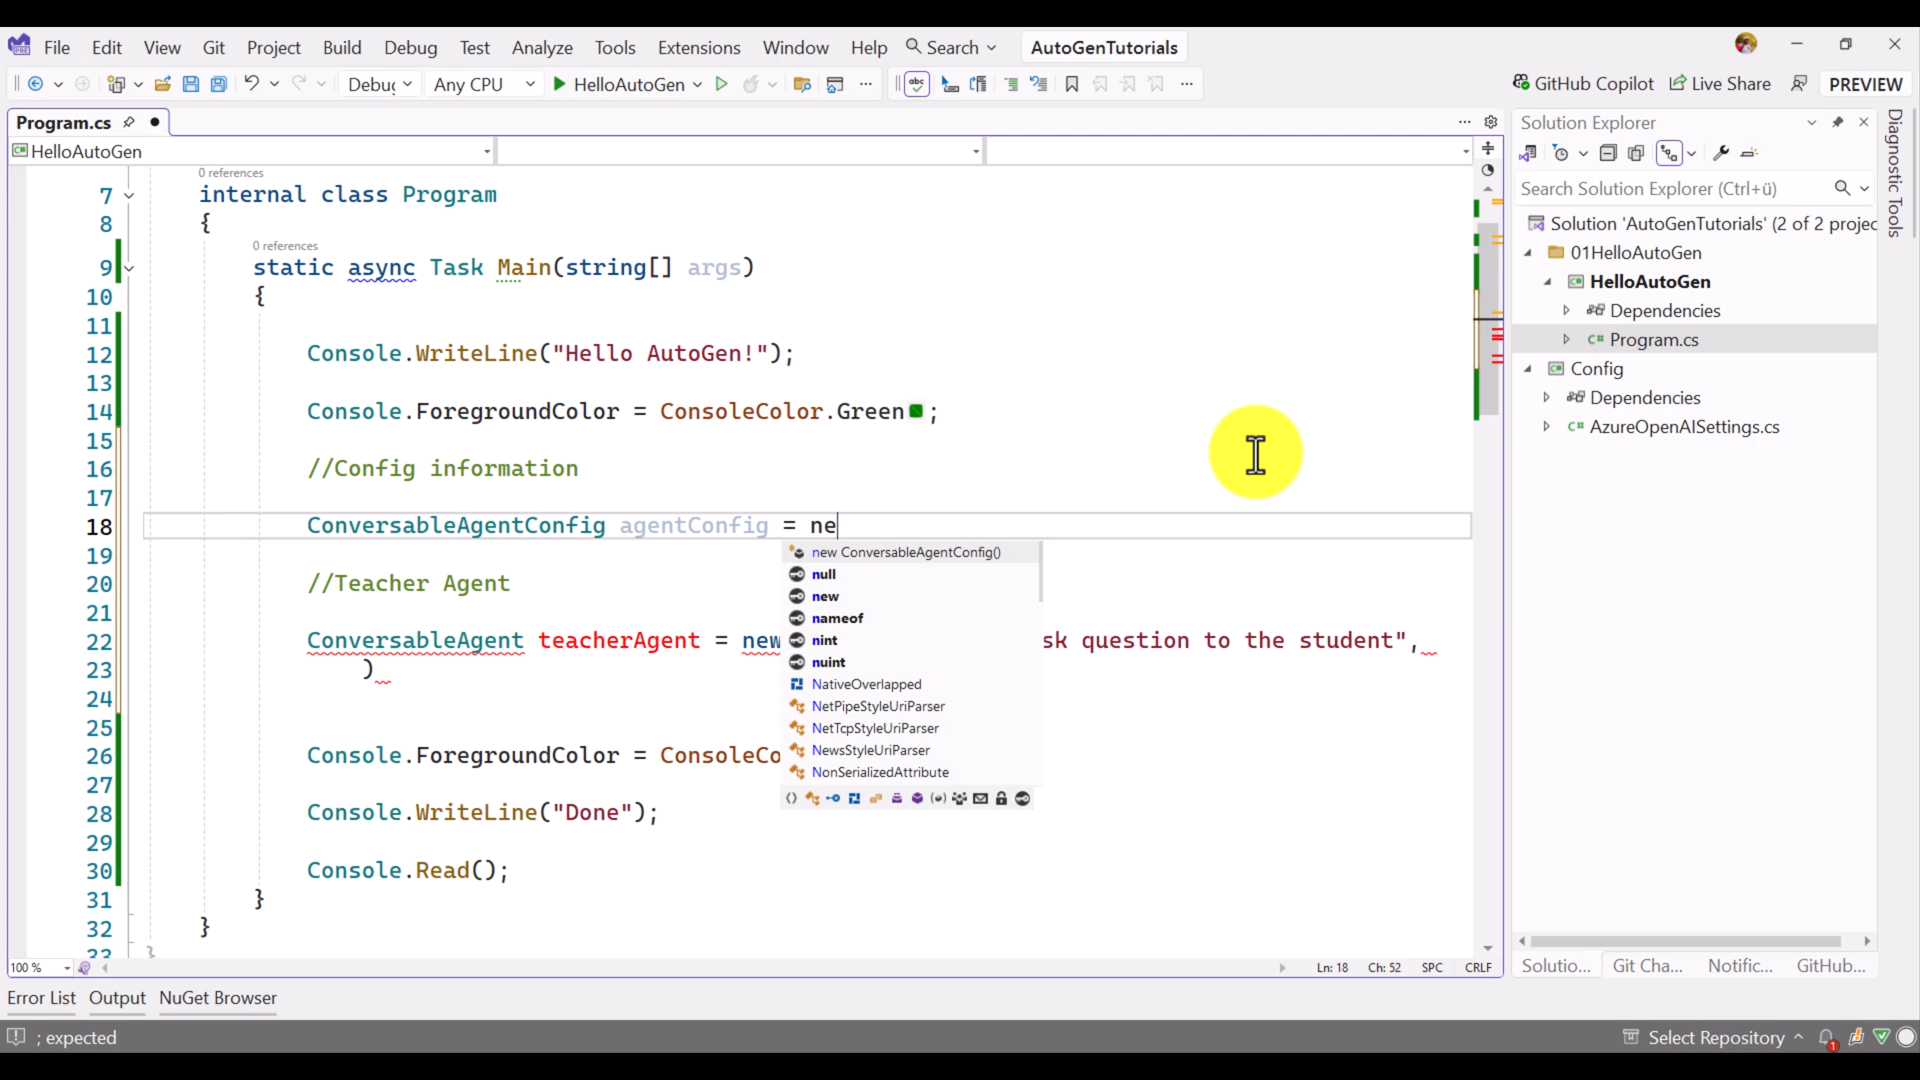 File Edit View Git Project Build Debug Test Analyze Tools Extensions Window Help Search AutoGenTutorials
Debug Any CPU HelloAutoGen GitHub Copilot Live Share PREVIEW
Program.cs
HelloAutoGen
0 references
7 internal class Program
8 {
0 references
9 static async Task Main(string[] args)
10 {
11
12 Console.WriteLine("Hello AutoGen!");
13
14 Console.ForegroundColor = ConsoleColor.Green ;
15
16 //Config information
17
18 ConversableAgentConfig agentConfig = ne
19
20 //Teacher Agent
21
22 ConversableAgent teacherAgent = new sk question to the student",
23 )
24
25
26 Console.ForegroundColor = ConsoleCo
27
28 Console.WriteLine("Done");
29
30 Console.Read();
31 }
32 }
33 }
new ConversableAgentConfig()
null
new
nameof
nint
nuint
NativeOverlapped
NetPipeStyleUriParser
NetTcpStyleUriParser
NewsStyleUriParser
NonSerializedAttribute
100 % Ln: 18 Ch: 52 SPC CRLF
Solution Explorer
Search Solution Explorer (Ctrl+ü)
Solution 'AutoGenTutorials' (2 of 2 projec
01HelloAutoGen
HelloAutoGen
Dependencies
Program.cs
Config
Dependencies
AzureOpenAISettings.cs
Solutio... Git Cha... Notific... GitHub...
Diagnostic Tools
Error List Output NuGet Browser
; expected Select Repository 1